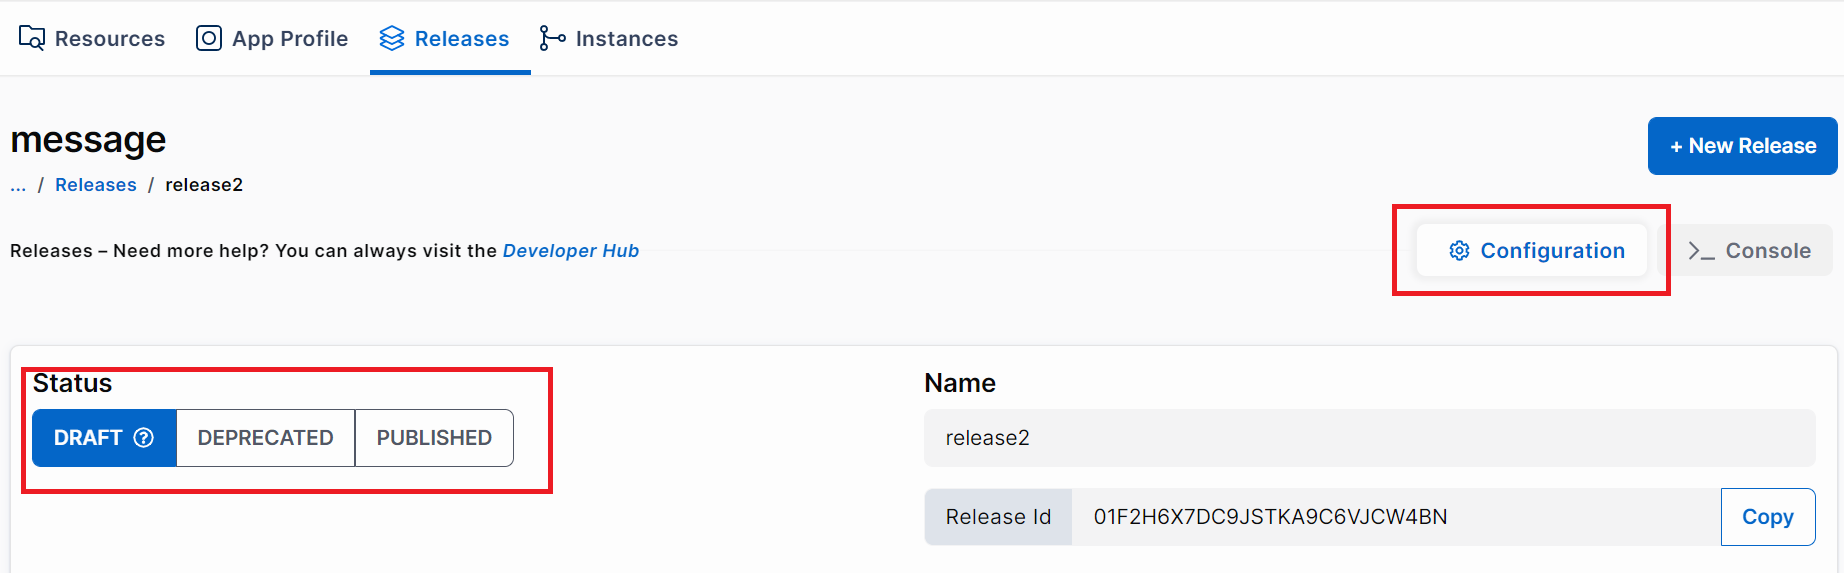 Resources App Profile Releases Instances
message
+ New Release
... / Releases / release2
Releases – Need more help? You can always visit the Developer Hub
Configuration
>_ Console
Status
DRAFT ? DEPRECATED PUBLISHED
Name
release2
Release Id 01F2H6X7DC9JSTKA9C6VJCW4BN Copy